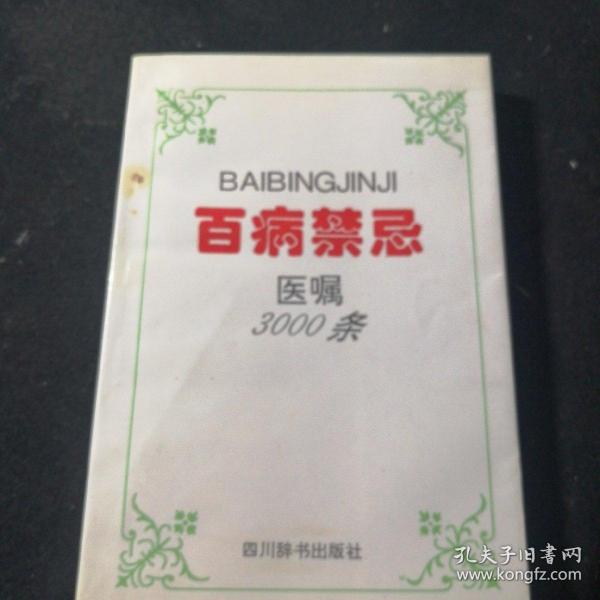 BAIBINGJINJI
百病禁忌
医嘱
3000条
四川辞书出版社
孔夫子旧書网
www.kongfz.com